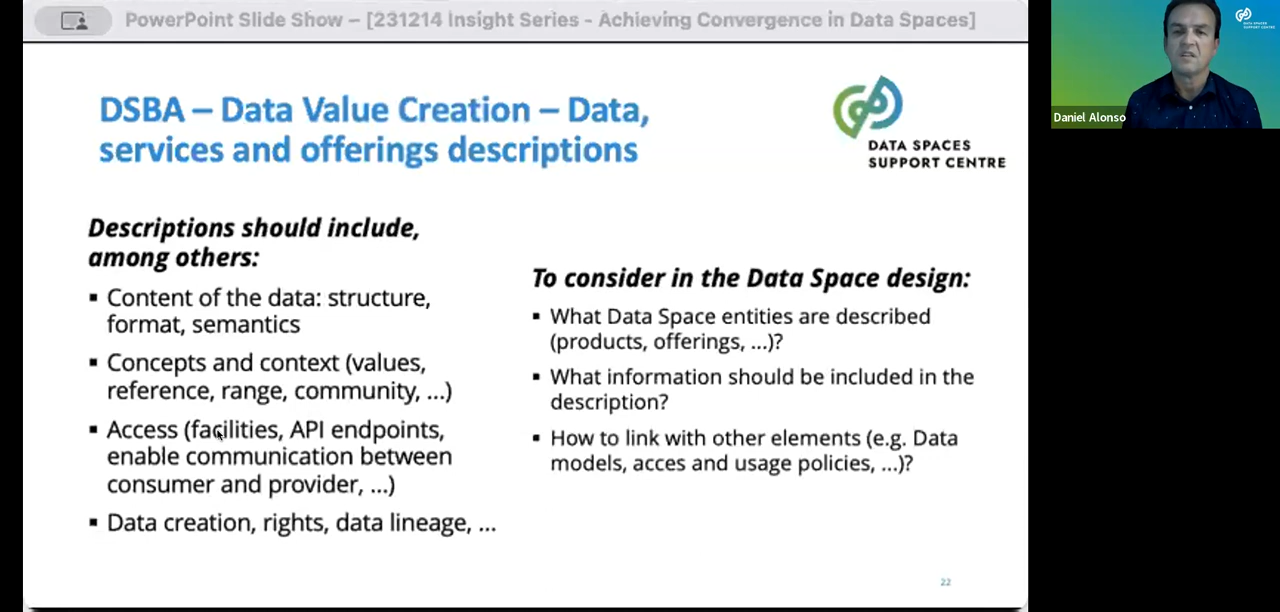 PowerPoint Slide Show – [231214 Insight Series - Achieving Convergence in Data Spaces]
DSBA – Data Value Creation – Data,
services and offerings descriptions
DATA SPACES
SUPPORT CENTRE
Descriptions should include,
among others:
▪ Content of the data: structure,
format, semantics
▪ Concepts and context (values,
reference, range, community, ...)
▪ Access (facilities, API endpoints,
enable communication between
consumer and provider, ...)
▪ Data creation, rights, data lineage, ...
To consider in the Data Space design:
▪ What Data Space entities are described
(products, offerings, ...)?
▪ What information should be included in the
description?
▪ How to link with other elements (e.g. Data
models, acces and usage policies, ...)?
22
DATA SPACES
SUPPORT CENTRE
Daniel Alonso